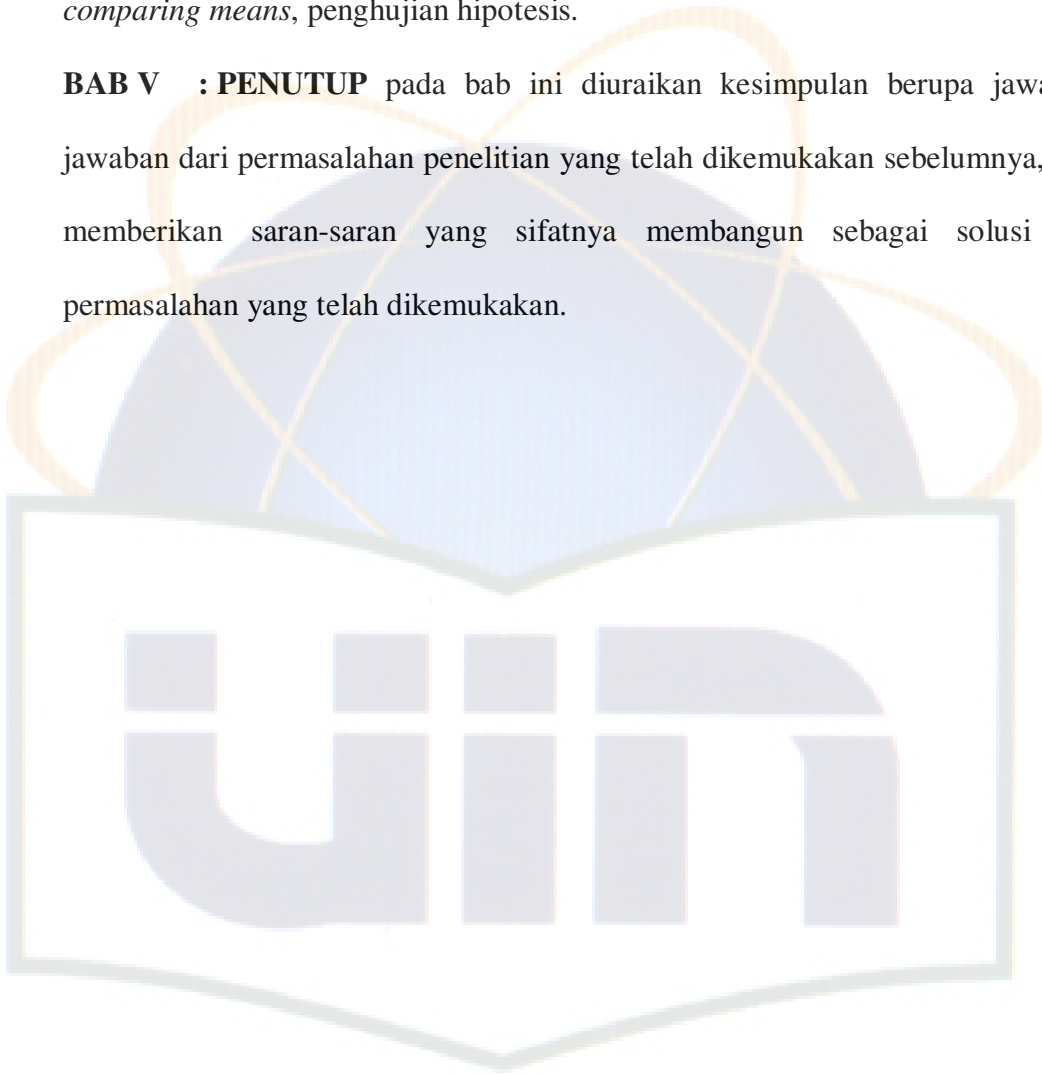 comparing means, penghujian hipotesis.
BAB V : PENUTUP pada bab ini diuraikan kesimpulan berupa
jawaban dari permasalahan penelitian yang telah dikemukakan sebelumnya,
memberikan saran-saran yang sifatnya membangun sebagai solusi
permasalahan yang telah dikemukakan.
uin